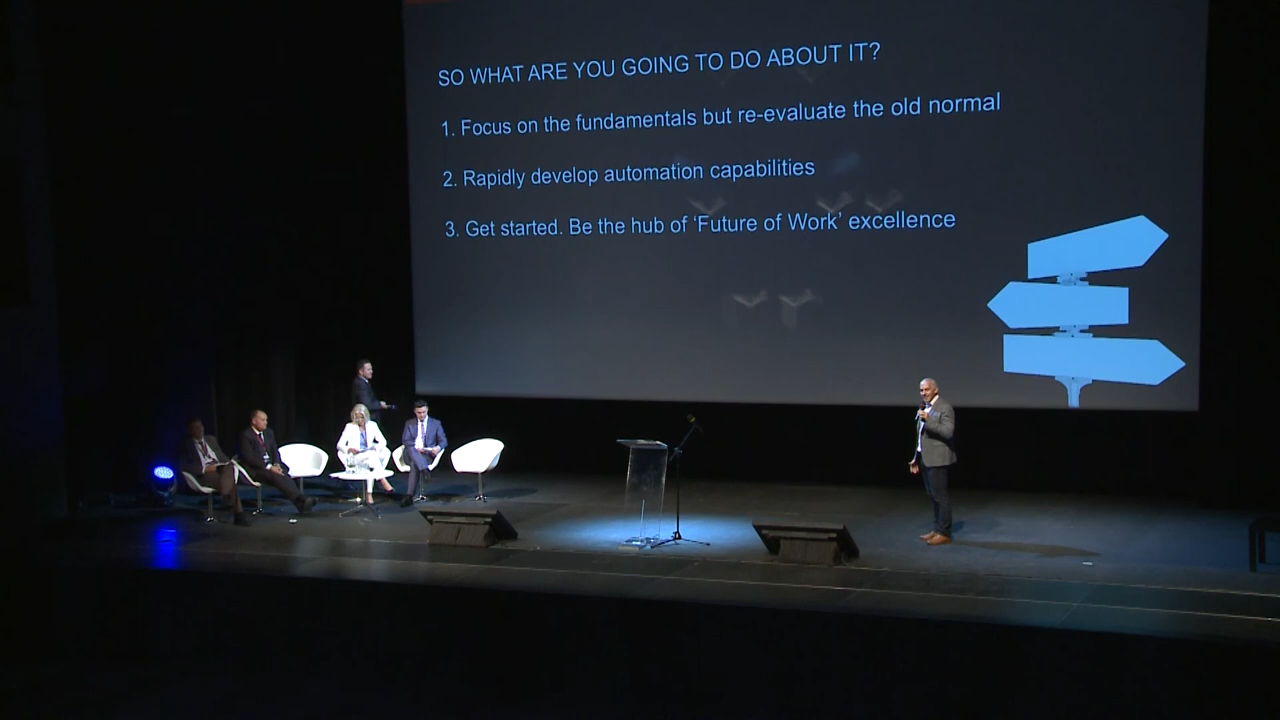 SO WHAT ARE YOU GOING TO DO ABOUT IT?
1. Focus on the fundamentals but re-evaluate the old normal
2. Rapidly develop automation capabilities
3. Get started. Be the hub of ‘Future of Work’ excellence